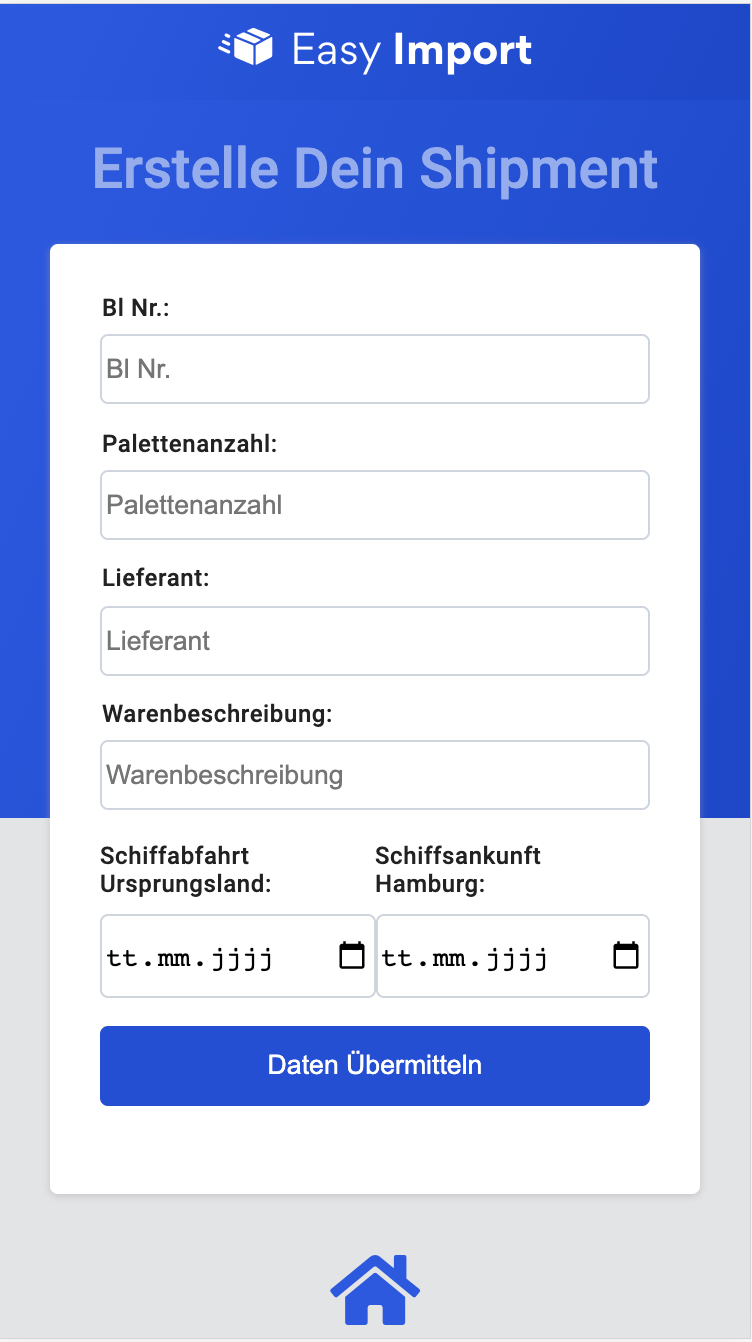 Easy Import
Erstelle Dein Shipment
Bl Nr.:
Bl Nr.
Palettenanzahl:
Palettenanzahl
Lieferant:
Lieferant
Warenbeschreibung:
Warenbeschreibung
Schiffabfahrt
Ursprungsland:
Schiffsankunft
Hamburg:
tt.mm.jjjj
tt.mm.jjjj
Daten Übermitteln